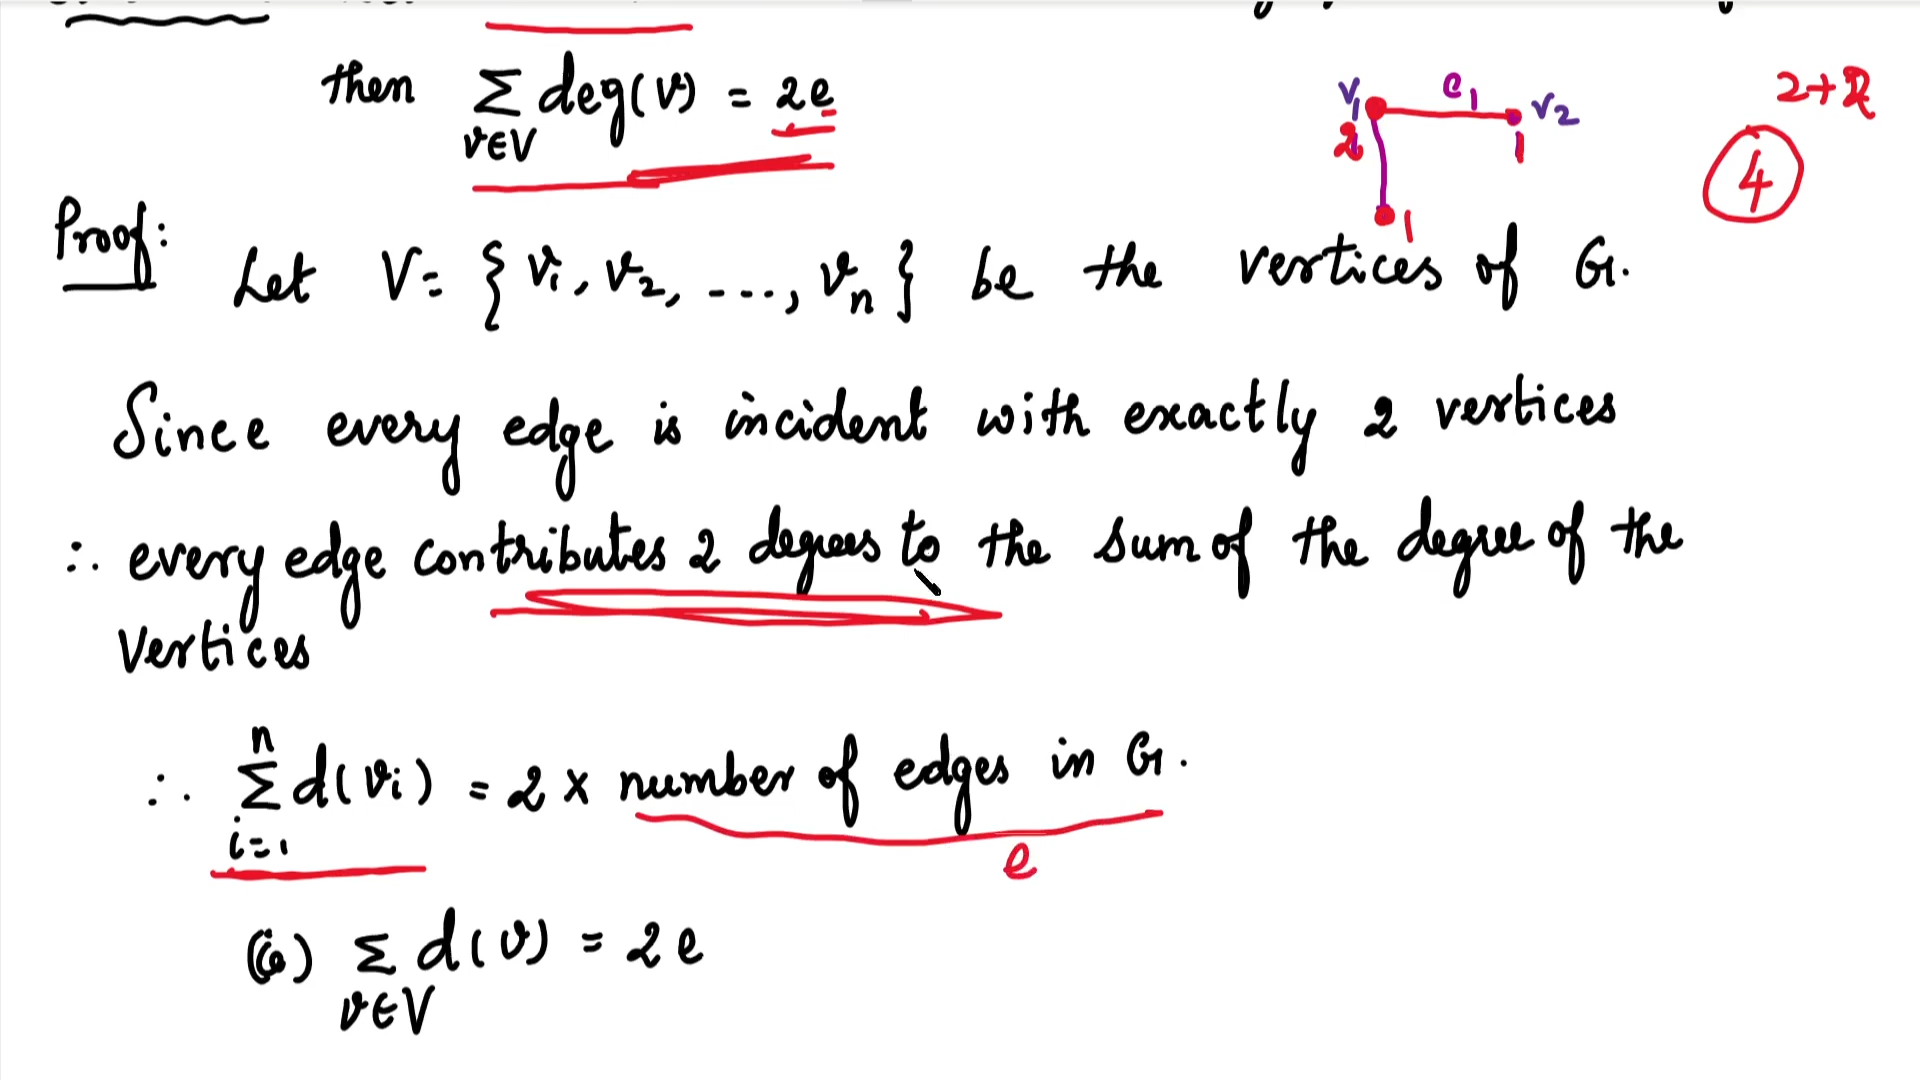 then Σ deg(v) = 2e
v∈V
v1 e1 v2
2 1
1
2+2
4
Proof:
Let V = { v1, v2, ...., vn } be the vertices of G.
Since every edge is incident with exactly 2 vertices
∴ every edge contributes 2 degrees to the sum of the degree of the
Vertices
n
∴ Σ d(vi) = 2 x number of edges in G.
i=1
e
(ie) Σ d(v) = 2e
v∈V